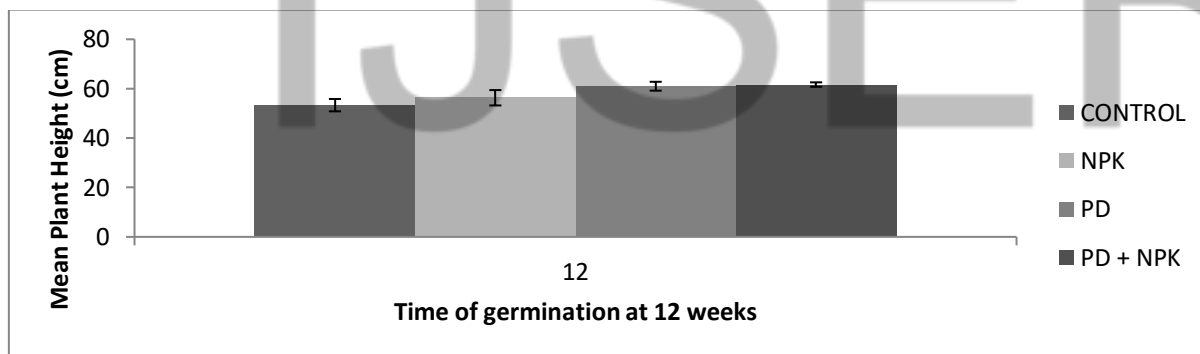 IJSER
Mean Plant Height (cm)
80
60
40
20
0
12
Time of germination at 12 weeks
CONTROL
NPK
PD
PD + NPK